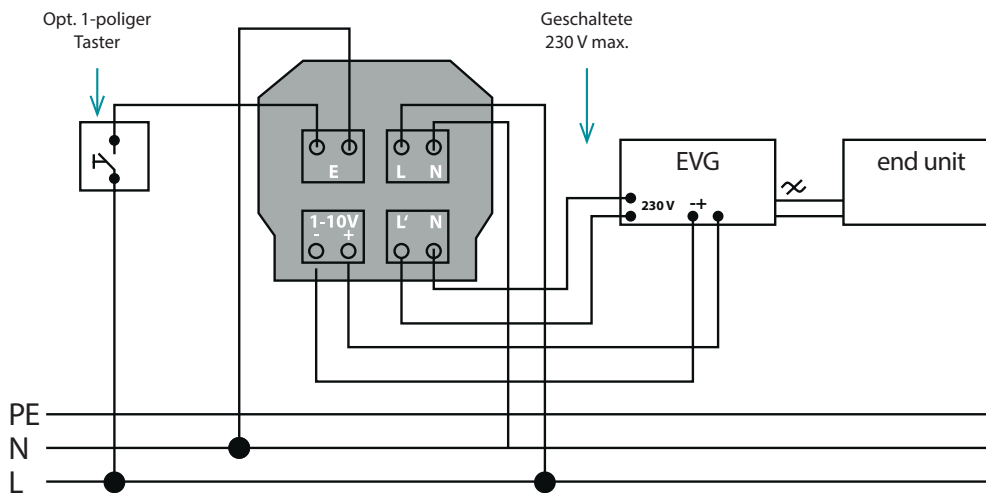 Opt. 1-poliger
Taster
Geschaltete
230 V max.
E
L N
1-10V
- +
L‘ N
EVG
230 V
-+
end unit
PE
N
L